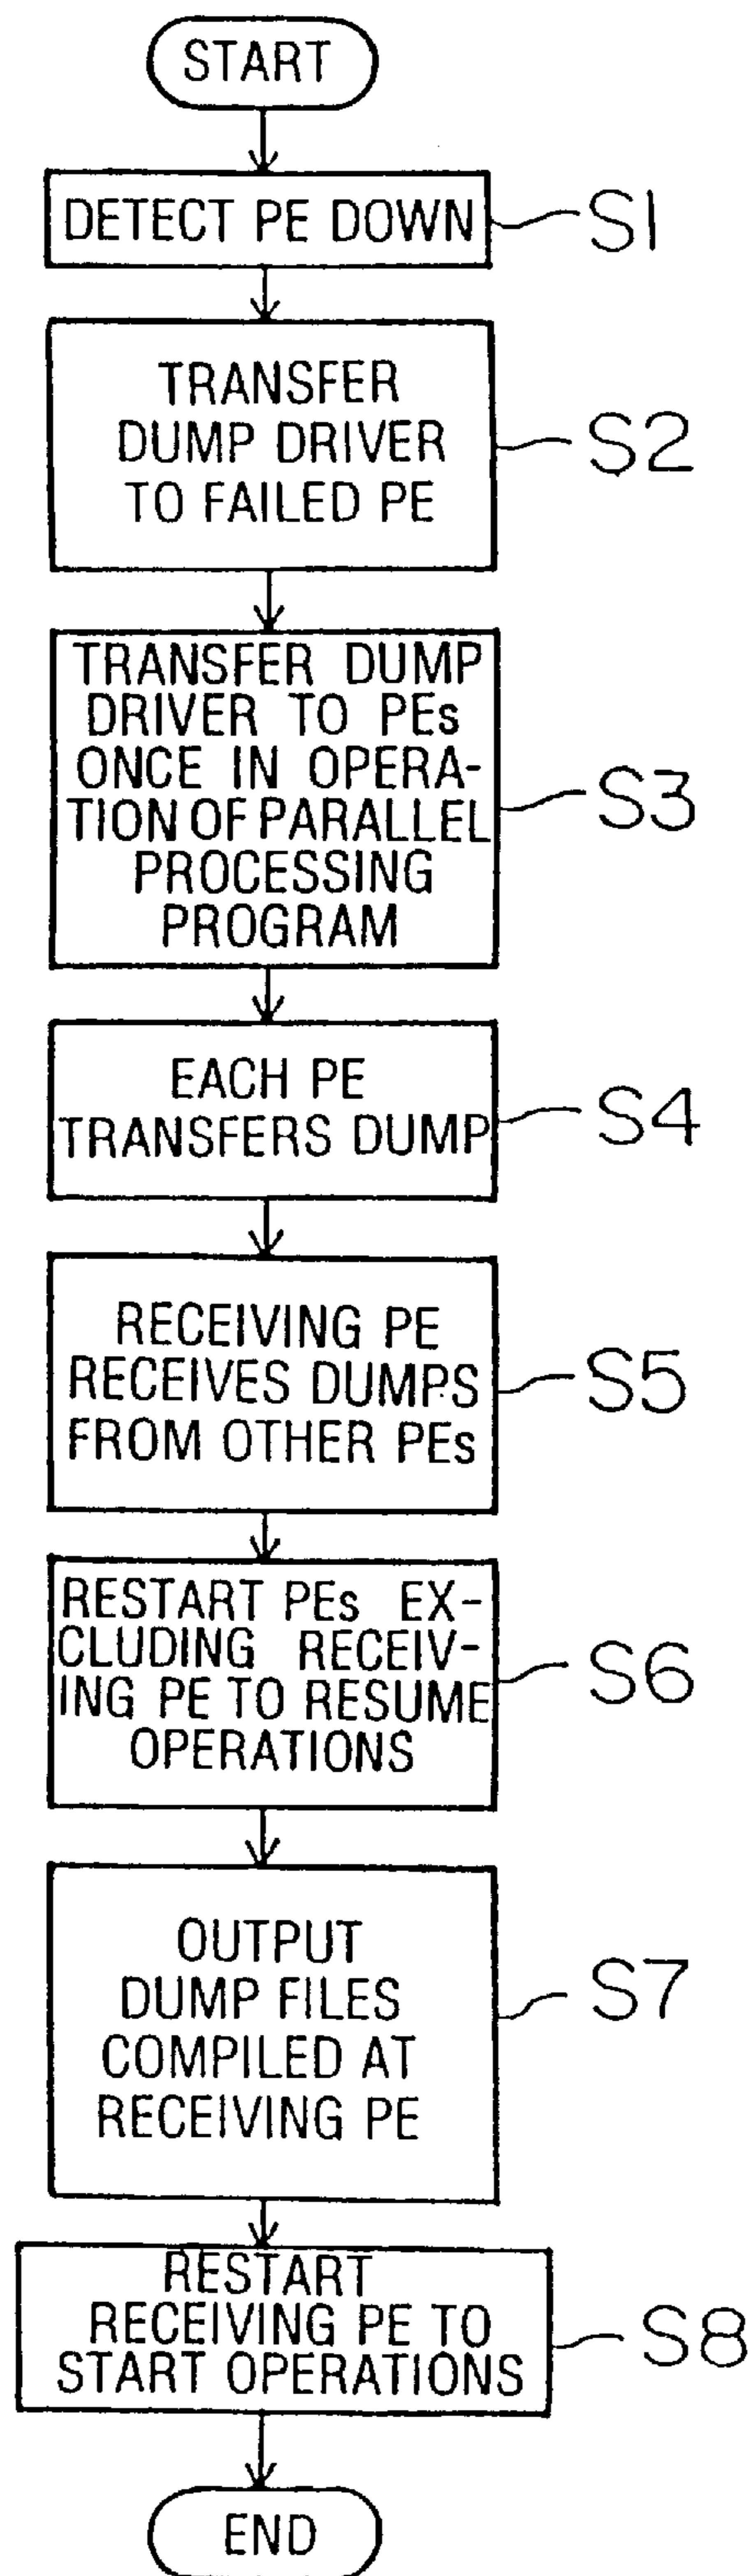 START
DETECT PE DOWN
S1
TRANSFER
DUMP DRIVER
TO FAILED PE
S2
TRANSFER DUMP
DRIVER TO PEs
ONCE IN OPERA-
TION OF PARALLEL
PROCESSING
PROGRAM
S3
EACH PE
TRANSFERS DUMP
S4
RECEIVING PE
RECEIVES DUMPS
FROM OTHER PEs
S5
RESTART PEs EX-
CLUDING RECEIV-
ING PE TO RESUME
OPERATIONS
S6
OUTPUT
DUMP FILES
COMPILED AT
RECEIVING PE
S7
RESTART
RECEIVING PE TO
START OPERATIONS
S8
END